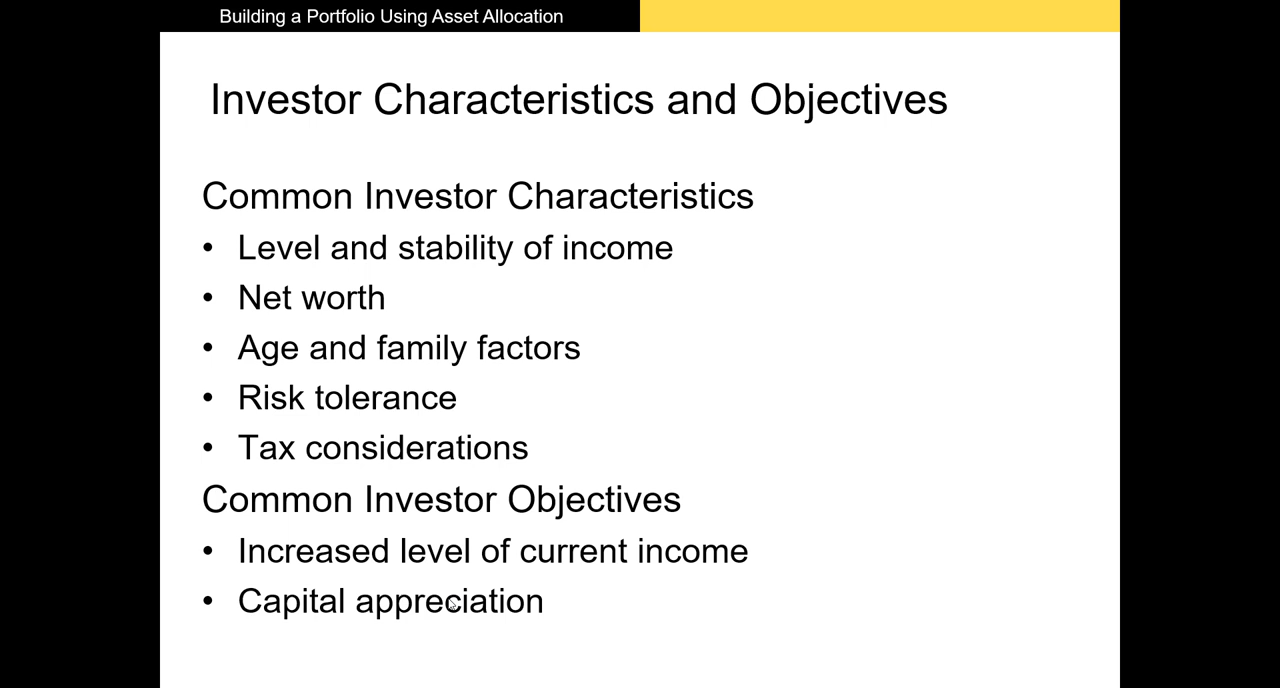 Building a Portfolio Using Asset Allocation
Investor Characteristics and Objectives
Common Investor Characteristics
• Level and stability of income
• Net worth
• Age and family factors
• Risk tolerance
• Tax considerations
Common Investor Objectives
• Increased level of current income
• Capital appreciation